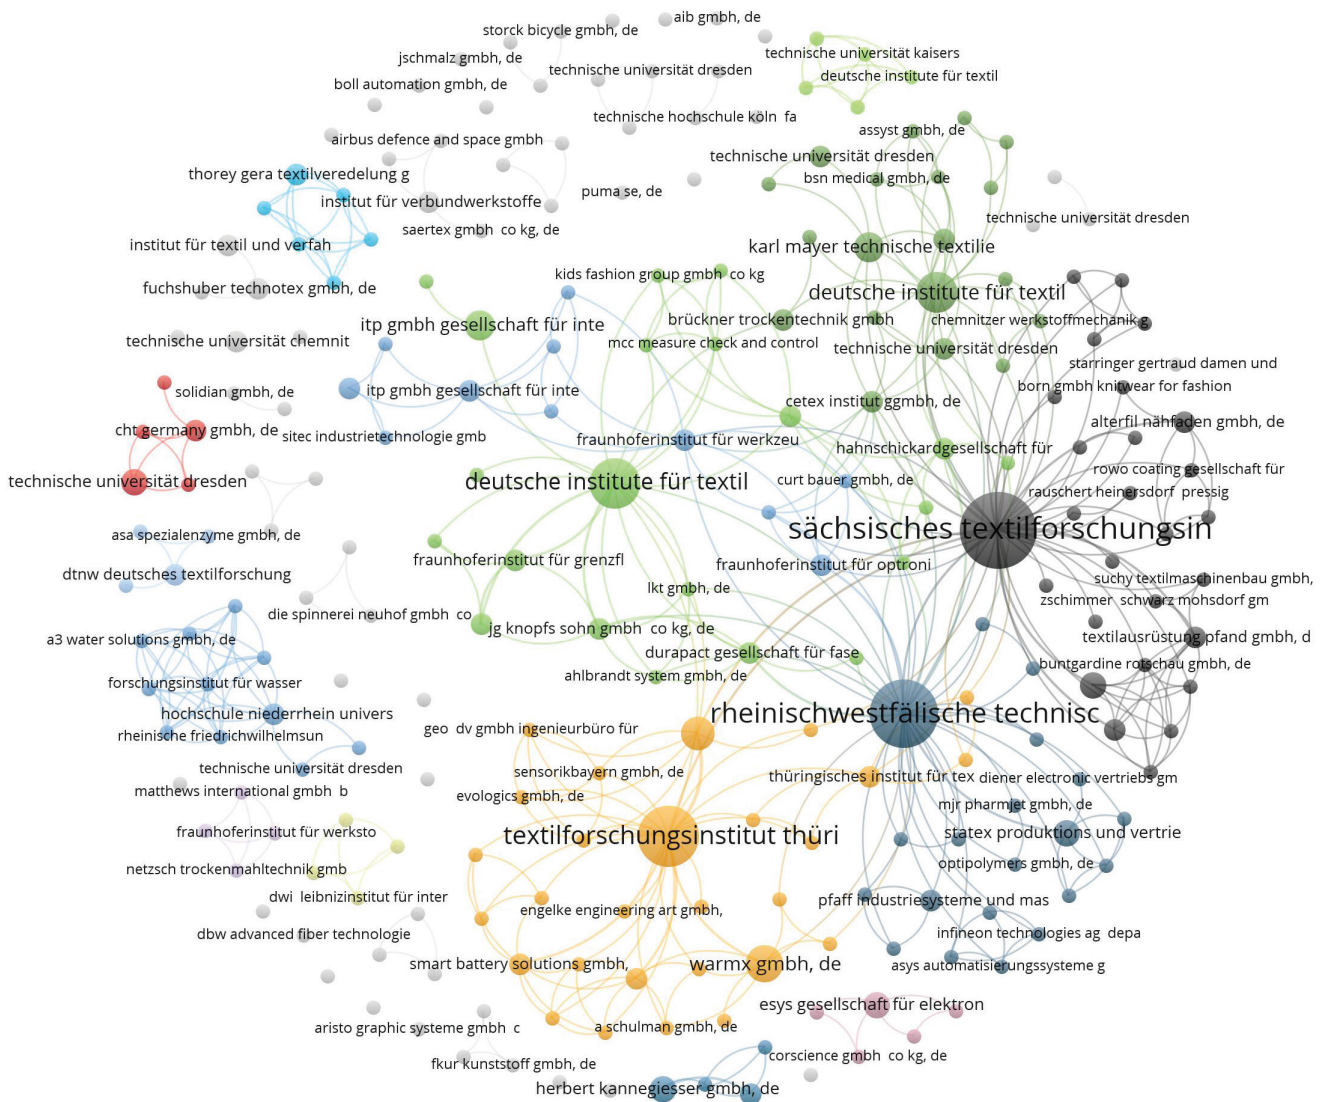 aib gmbh, de
storck bicycle gmbh, de
technische universität kaisers
jschmalz gmbh, de
technische universität dresden
deutsche institute für textil
boll automation gmbh, de
technische hochschule köln fa
assyst gmbh, de
airbus defence and space gmbh
technische universität dresden
thorey gera textilveredelung g
bsn medical gmbh, de
puma se, de
institut für verbundwerkstoffe
technische universität dresden
saertex gmbh co kg, de
institut für textil und verfah
karl mayer technische textilie
kids fashion group gmbh co kg
fuchshuber technotex gmbh, de
deutsche institute für textil
itp gmbh gesellschaft für inte
brückner trockentechnik gmbh
chemnitzer werkstoffmechanik g
technische universität chemnit
mcc measure check and control
technische universität dresden
starringer gertraud damen und
born gmbh knitwear for fashion
solidian gmbh, de
itp gmbh gesellschaft für inte
cetex institut ggmbh, de
alterfil nähfaden gmbh, de
cht germany gmbh, de
sitec industrietechnologie gmb
fraunhoferinstitut für werkzeu
hahnschickardgesellschaft für
rowo coating gesellschaft für
technische universität dresden
deutsche institute für textil
curt bauer gmbh, de
rauschert heinersdorf pressig
sächsisches textilforschungsin
asa spezialenzyme gmbh, de
fraunhoferinstitut für grenzfl
fraunhoferinstitut für optroni
dtnw deutsches textilforschung
suchy textilmaschinenbau gmbh,
lkt gmbh, de
zschimmer schwarz mohsdorf gm
die spinnerei neuhof gmbh co
jg knopfs sohn gmbh co kg, de
a3 water solutions gmbh, de
textilausrüstung pfand gmbh, d
durapact gesellschaft für fase
buntgardine rotschau gmbh, de
ahlbrandt system gmbh, de
forschungsinstitut für wasser
hochschule niederrhein univers
rheinischwestfälische technisc
geo dv gmbh ingenieurbüro für
rheinische friedrichwilhelmsun
technische universität dresden
sensorikbayern gmbh, de
thüringisches institut für tex
diener electronic vertriebs gm
matthews international gmbh b
evologics gmbh, de
mjr pharmjet gmbh, de
fraunhoferinstitut für werksto
textilforschungsinstitut thüri
statex produktions und vertrie
netzsch trockenmahltechnik gmb
optipolymers gmbh, de
dwi leibnizinstitut für inter
pfaff industriesysteme und mas
engelke engineering art gmbh,
dbw advanced fiber technologie
infineon technologies ag depa
smart battery solutions gmbh,
warmx gmbh, de
asys automatisierungssysteme g
esys gesellschaft für elektron
aristo graphic systeme gmbh c
a schulman gmbh, de
corscience gmbh co kg, de
fkur kunststoff gmbh, de
herbert kannegiesser gmbh, de